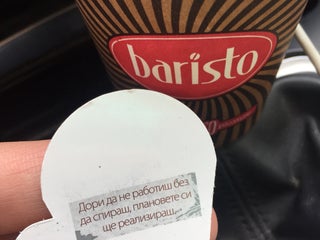 baristo
Дори да не работиш без
да спираш, плановете си
ще реализираш...